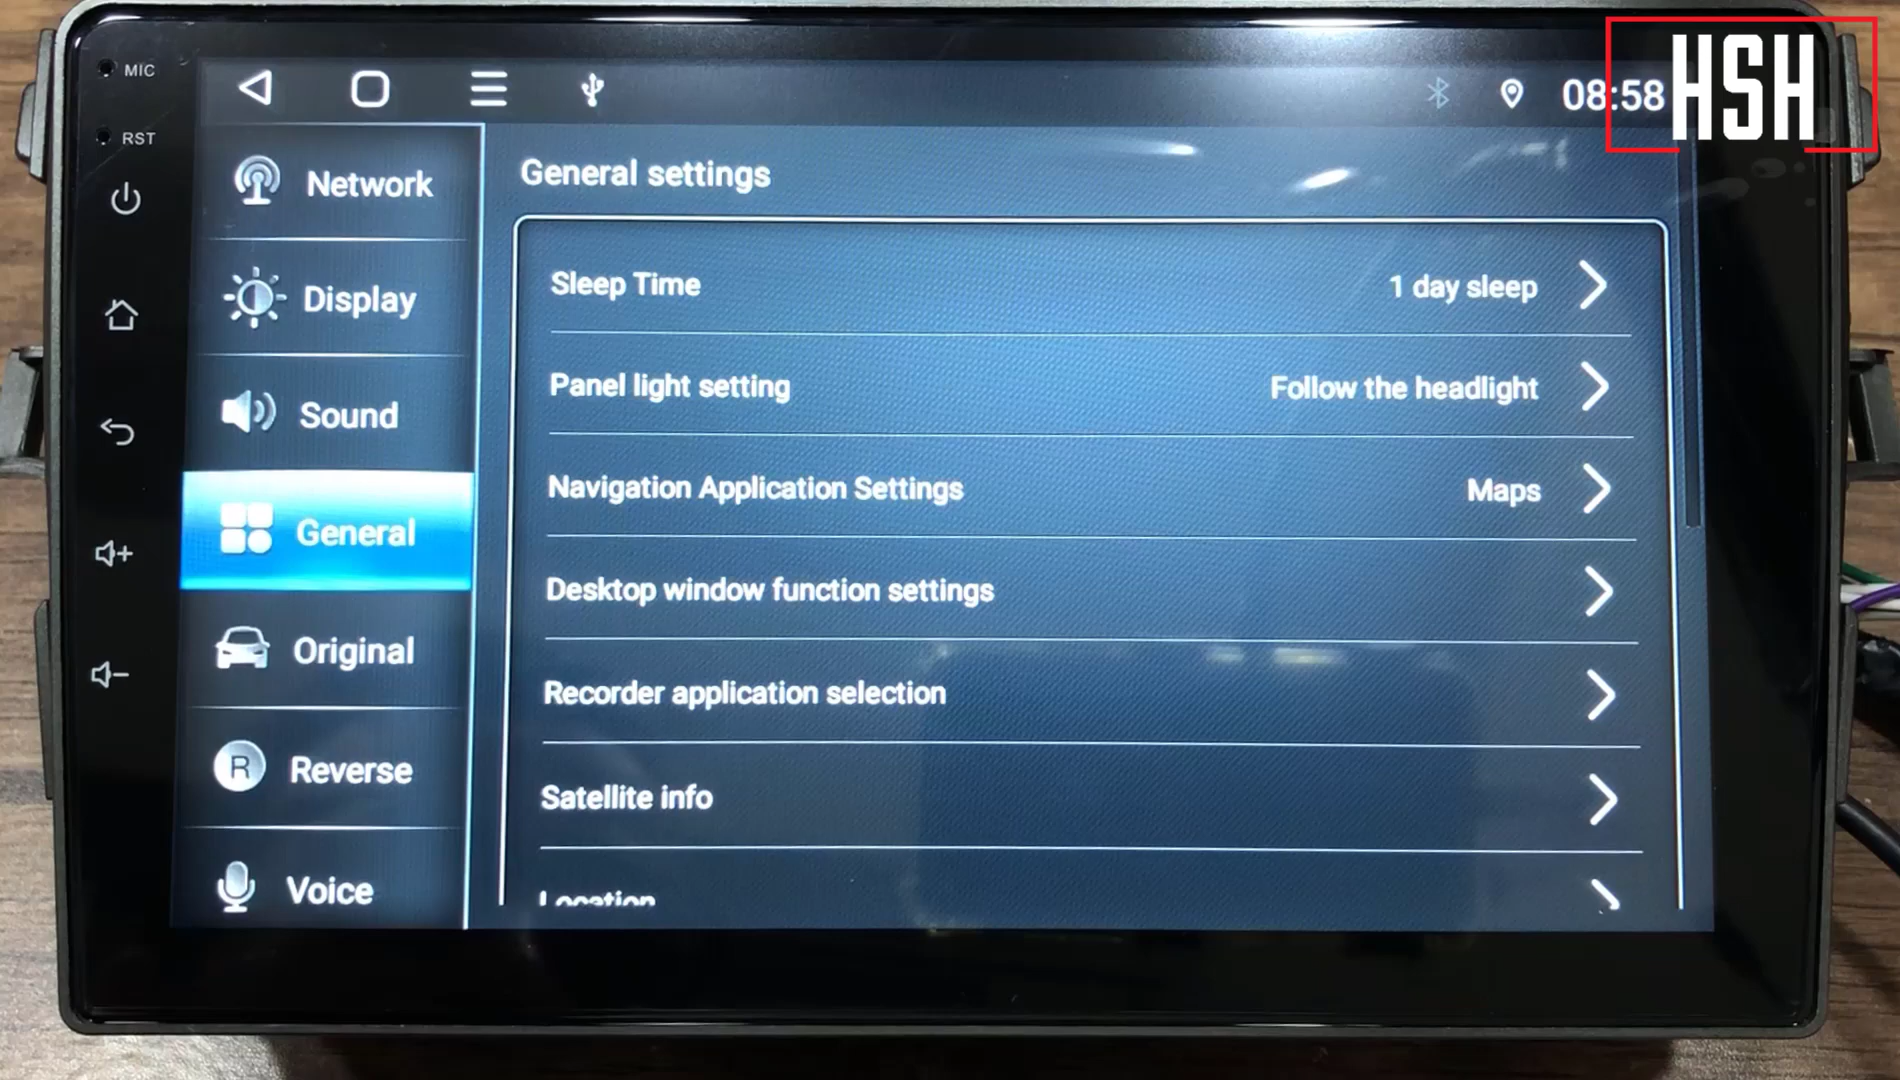 MIC
RST
08:58
HSH
Network
Display
Sound
General
Original
R
Reverse
Voice
General settings
Sleep Time
1 day sleep
Panel light setting
Follow the headlight
Navigation Application Settings
Maps
Desktop window function settings
Recorder application selection
Satellite info
Location